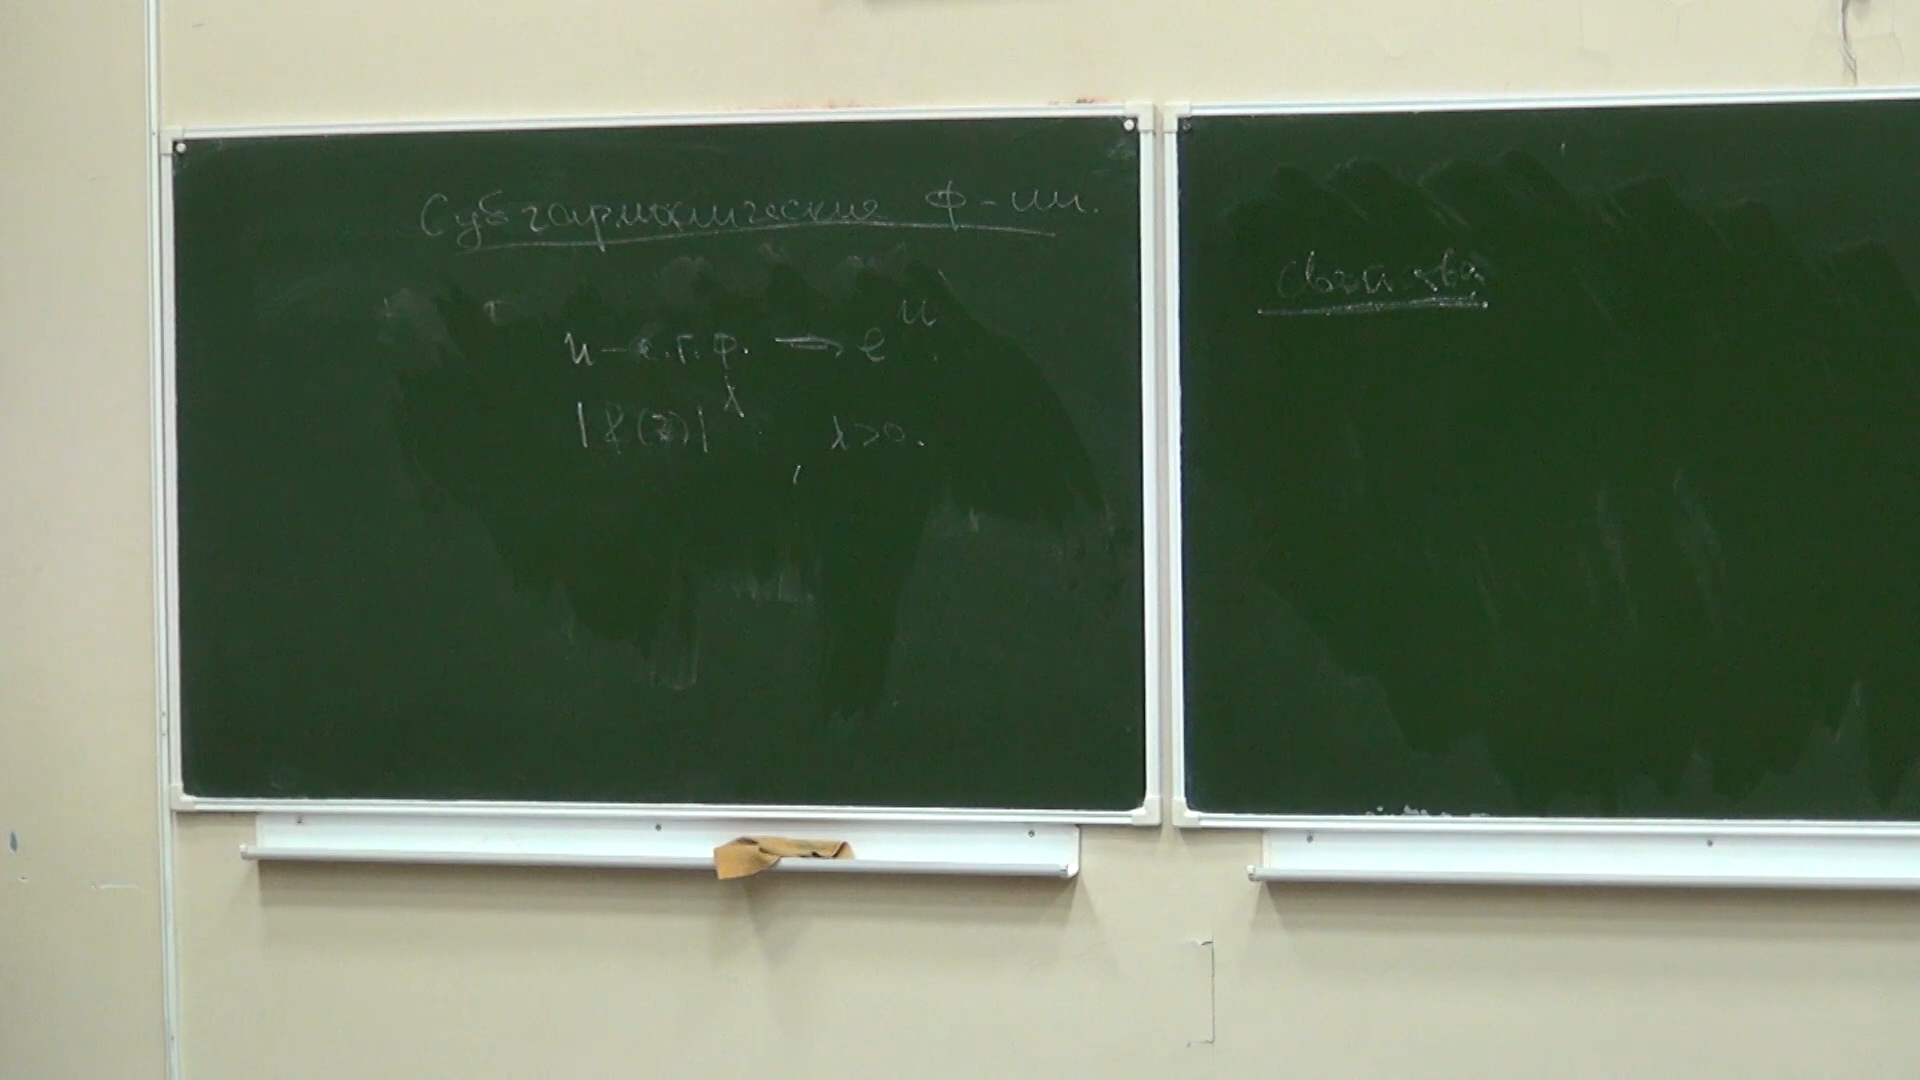 Субгармонические ф-ии.
u – с.г.ф. ⇒ e^u
|f(z)|^λ λ>0.
Свойства